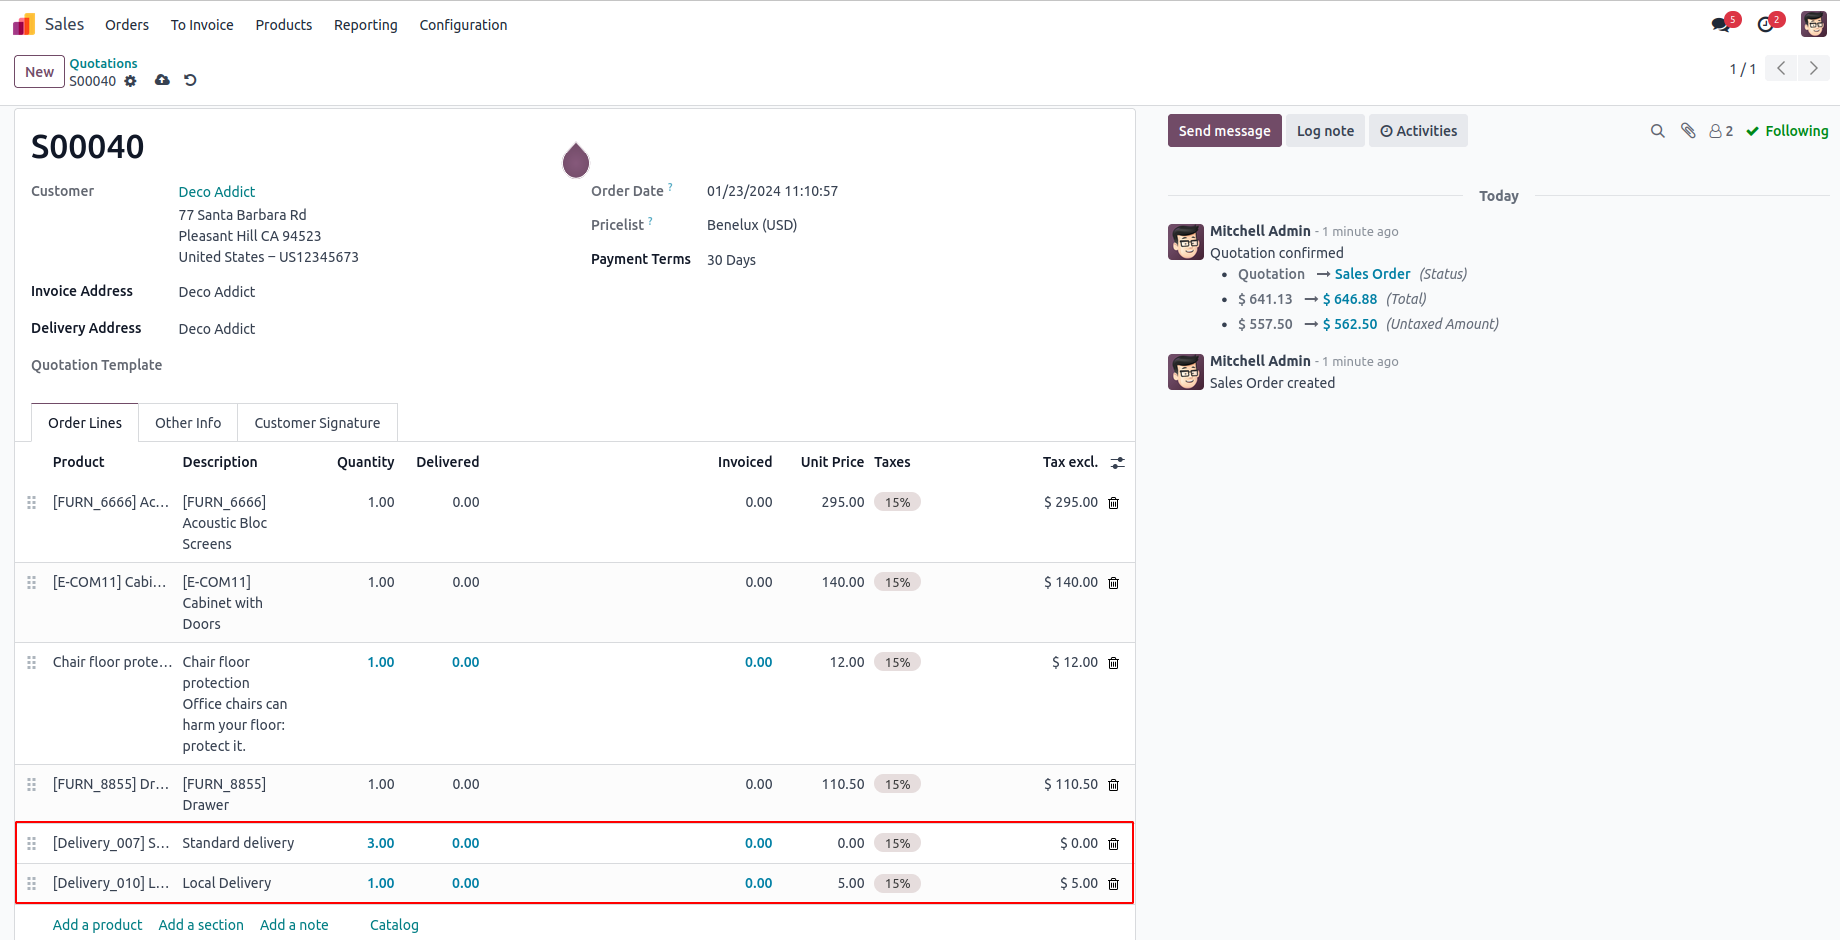 Sales Orders To Invoice Products Reporting Configuration 5 2
New Quotations
S00040
1 / 1
S00040
Customer Deco Addict
77 Santa Barbara Rd
Pleasant Hill CA 94523
United States – US12345673
Invoice Address Deco Addict
Delivery Address Deco Addict
Quotation Template
Order Date ? 01/23/2024 11:10:57
Pricelist ? Benelux (USD)
Payment Terms 30 Days
Order Lines Other Info Customer Signature
Product Description Quantity Delivered Invoiced Unit Price Taxes Tax excl.
[FURN_6666] Ac... [FURN_6666] 1.00 0.00 0.00 295.00 15% $ 295.00
Acoustic Bloc
Screens
[E-COM11] Cabi... [E-COM11] 1.00 0.00 0.00 140.00 15% $ 140.00
Cabinet with
Doors
Chair floor prote... Chair floor 1.00 0.00 0.00 12.00 15% $ 12.00
protection
Office chairs can
harm your floor:
protect it.
[FURN_8855] Dr... [FURN_8855] 1.00 0.00 0.00 110.50 15% $ 110.50
Drawer
[Delivery_007] S... Standard delivery 3.00 0.00 0.00 0.00 15% $ 0.00
[Delivery_010] L... Local Delivery 1.00 0.00 0.00 5.00 15% $ 5.00
Add a product Add a section Add a note Catalog
Send message Log note Activities 2 Following
Today
Mitchell Admin - 1 minute ago
Quotation confirmed
• Quotation → Sales Order (Status)
• $ 641.13 → $ 646.88 (Total)
• $ 557.50 → $ 562.50 (Untaxed Amount)
Mitchell Admin - 1 minute ago
Sales Order created